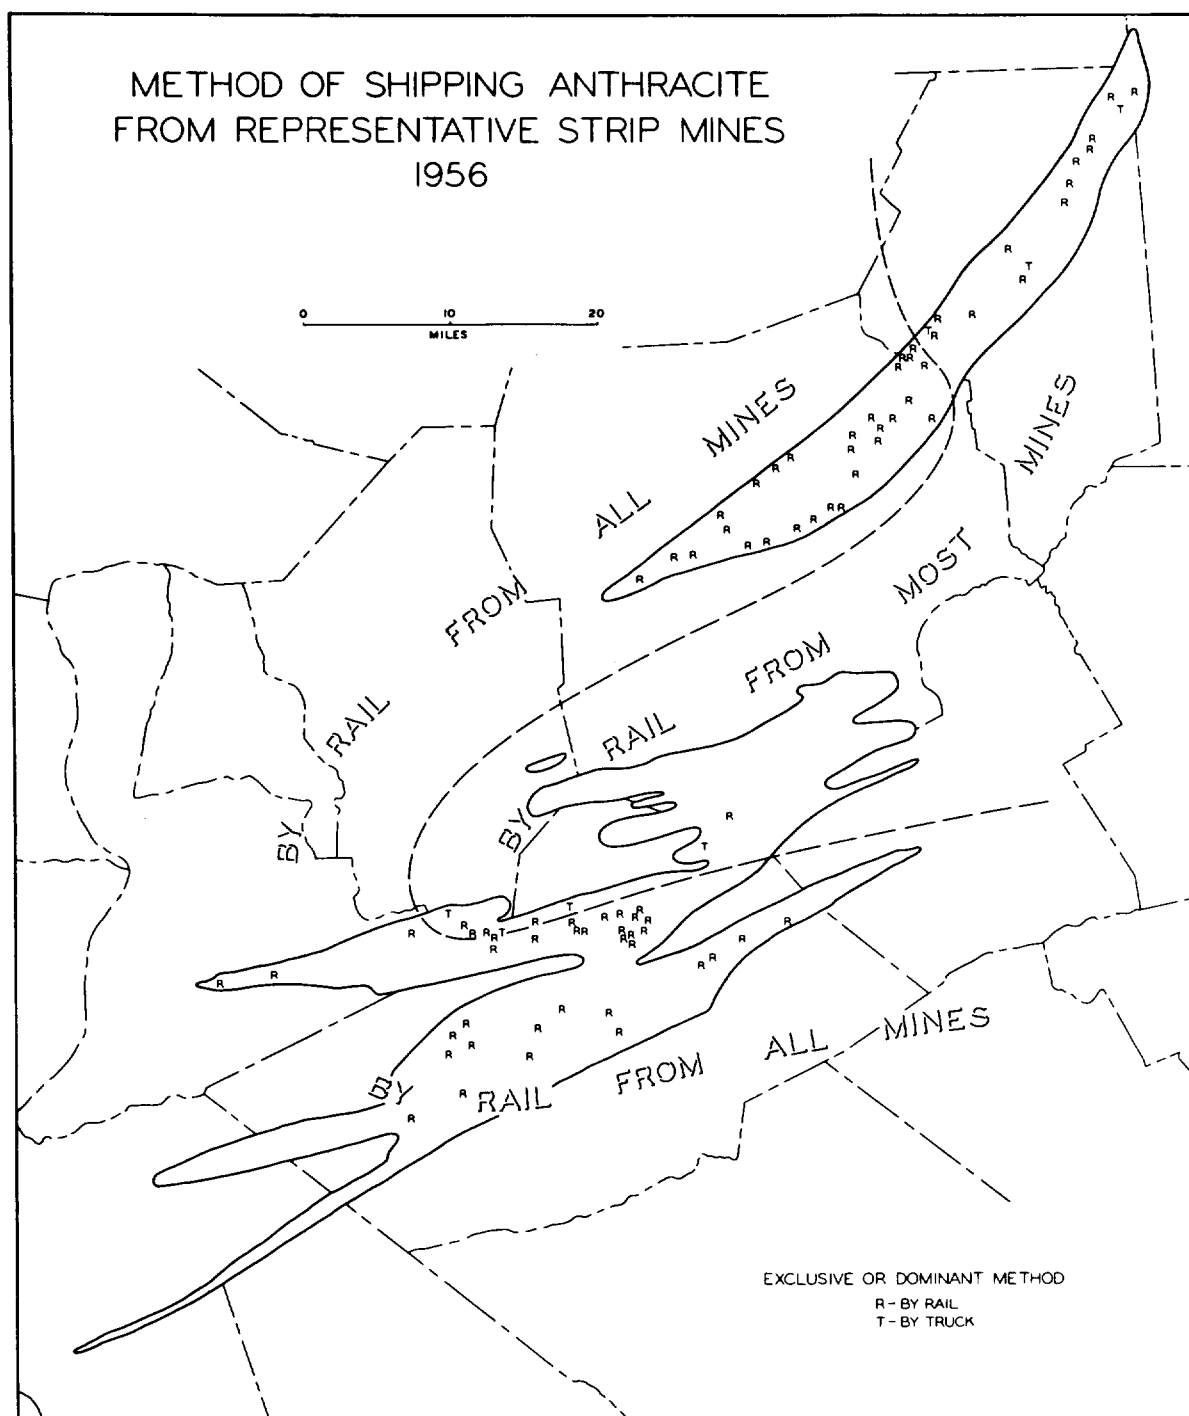 METHOD OF SHIPPING ANTHRACITE
FROM REPRESENTATIVE STRIP MINES
1956
0 10 20
MILES
BY RAIL FROM ALL MINES
BY RAIL FROM MOST MINES
BY RAIL FROM ALL MINES
EXCLUSIVE OR DOMINANT METHOD
R - BY RAIL
T - BY TRUCK